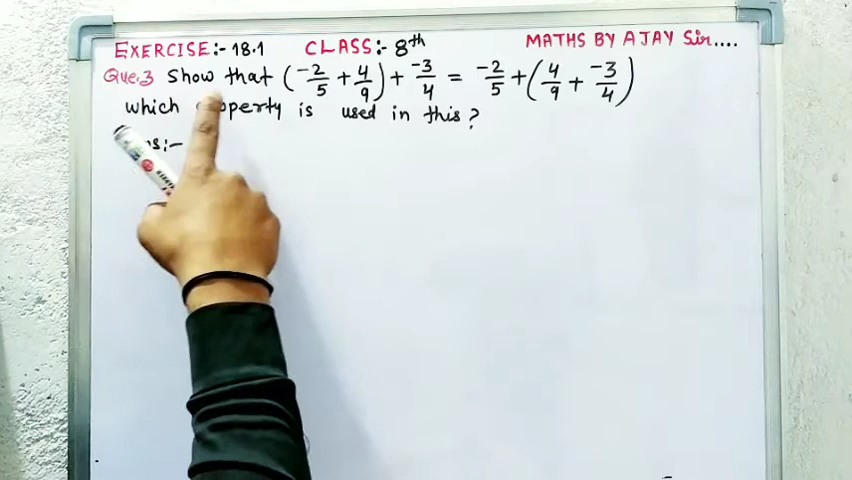 EXERCISE:- 18.1 CLASS:- 8th MATHS BY AJAY Sir....
Que.3 Show that (-2/5 + 4/9) + -3/4 = -2/5 + (4/9 + -3/4)
which is used in this?